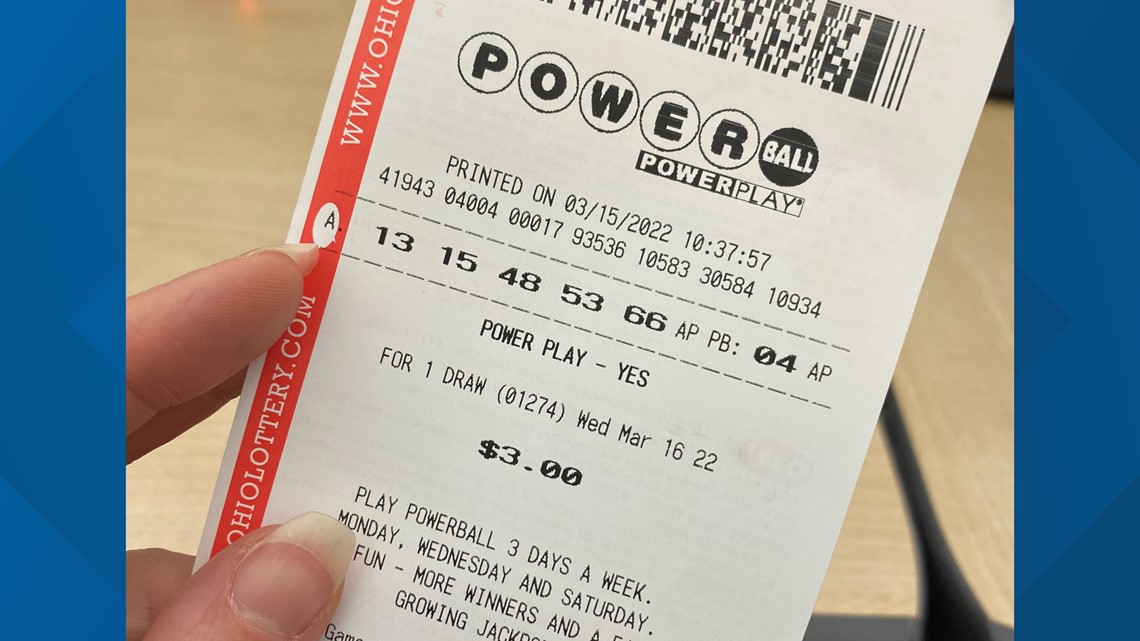 POWERBALL
POWERPLAY®
PRINTED ON 03/15/2022 10:37:57
41943 04004 00017 93536 10583 30584 10934
A. 13 15 48 53 66 AP PB: 04 AP
POWER PLAY - YES
FOR 1 DRAW (01274) Wed Mar 16 22
$3.00
PLAY POWERBALL 3 DAYS A WEEK.
MONDAY, WEDNESDAY AND SATURDAY.
FUN - MORE WINNERS AND A
GROWING
WWW.OHIO
OHIOLOTTERY.COM